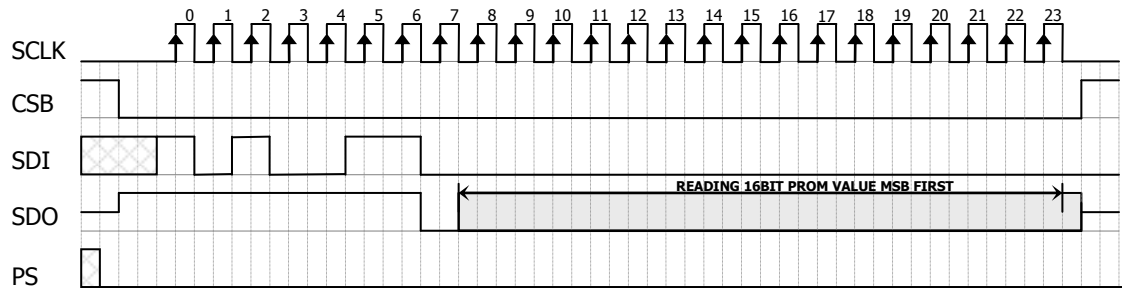 0 1 2 3 4 5 6 7 8 9 10 11 12 13 14 15 16 17 18 19 20 21 22 23
SCLK
CSB
SDI
READING 16BIT PROM VALUE MSB FIRST
SDO
PS